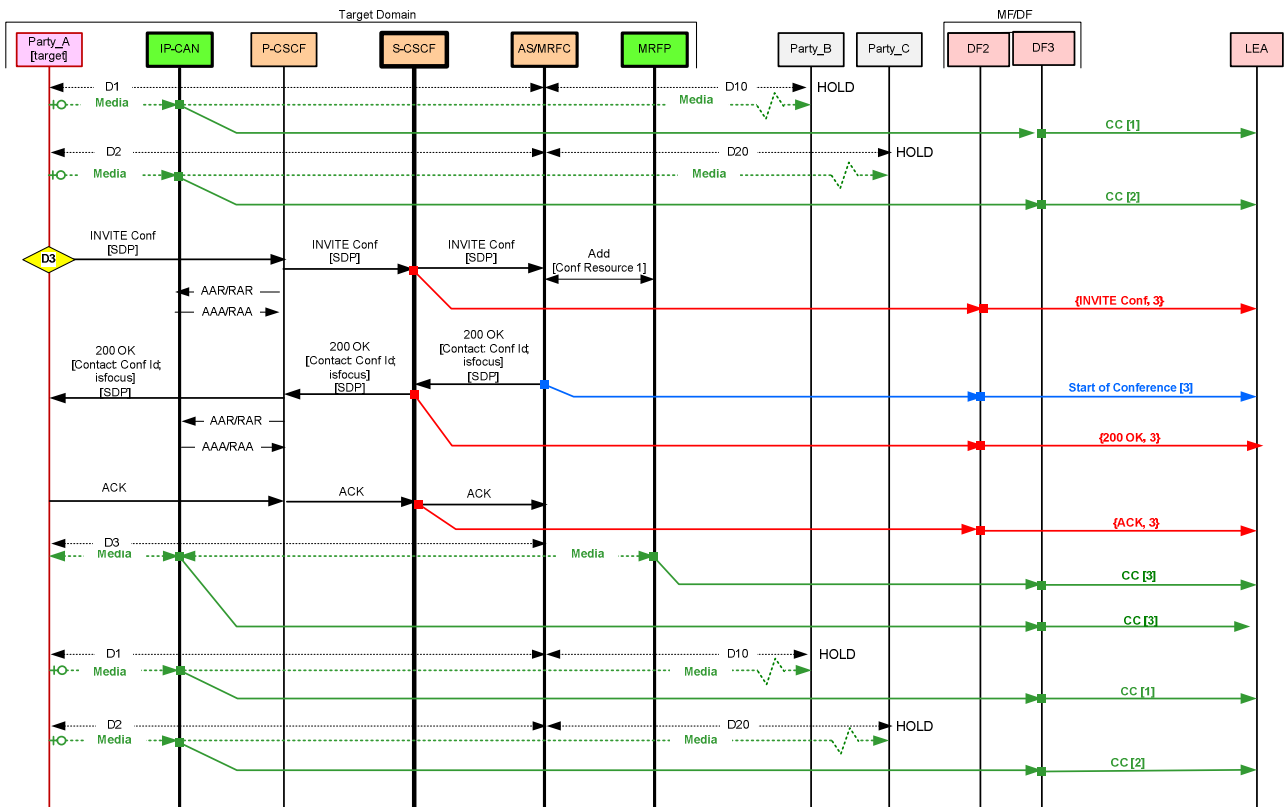 Target Domain
MF/DF
Party_A
[target]
IP-CAN
P-CSCF
S-CSCF
AS/MRFC
MRFP
Party_B
Party_C
DF2
DF3
LEA
D1
D10
HOLD
Media
Media
CC [1]
D2
D20
HOLD
Media
Media
CC [2]
D3
INVITE Conf
[SDP]
INVITE Conf
[SDP]
INVITE Conf
[SDP]
Add
[Conf Resource 1]
AAR/RAR
{INVITE Conf, 3}
AAA/RAA
200 OK
[Contact: Conf Id;
isfocus]
[SDP]
200 OK
[Contact: Conf Id;
isfocus]
[SDP]
200 OK
[Contact: Conf Id;
isfocus]
[SDP]
Start of Conference [3]
AAR/RAR
{200 OK, 3}
AAA/RAA
ACK
ACK
ACK
{ACK, 3}
D3
Media
Media
CC [3]
CC [3]
D1
D10
HOLD
Media
Media
CC [1]
D2
D20
HOLD
Media
Media
CC [2]